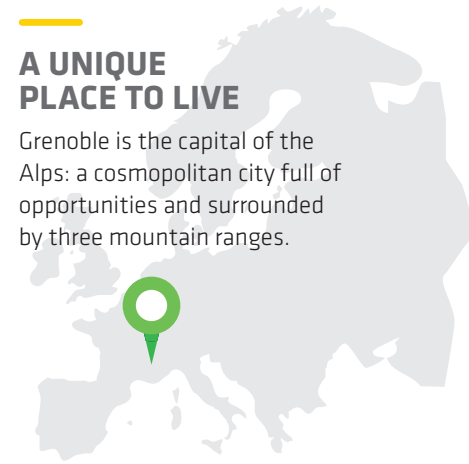 A UNIQUE
PLACE TO LIVE
Grenoble is the capital of the
Alps: a cosmopolitan city full of
opportunities and surrounded
by three mountain ranges.